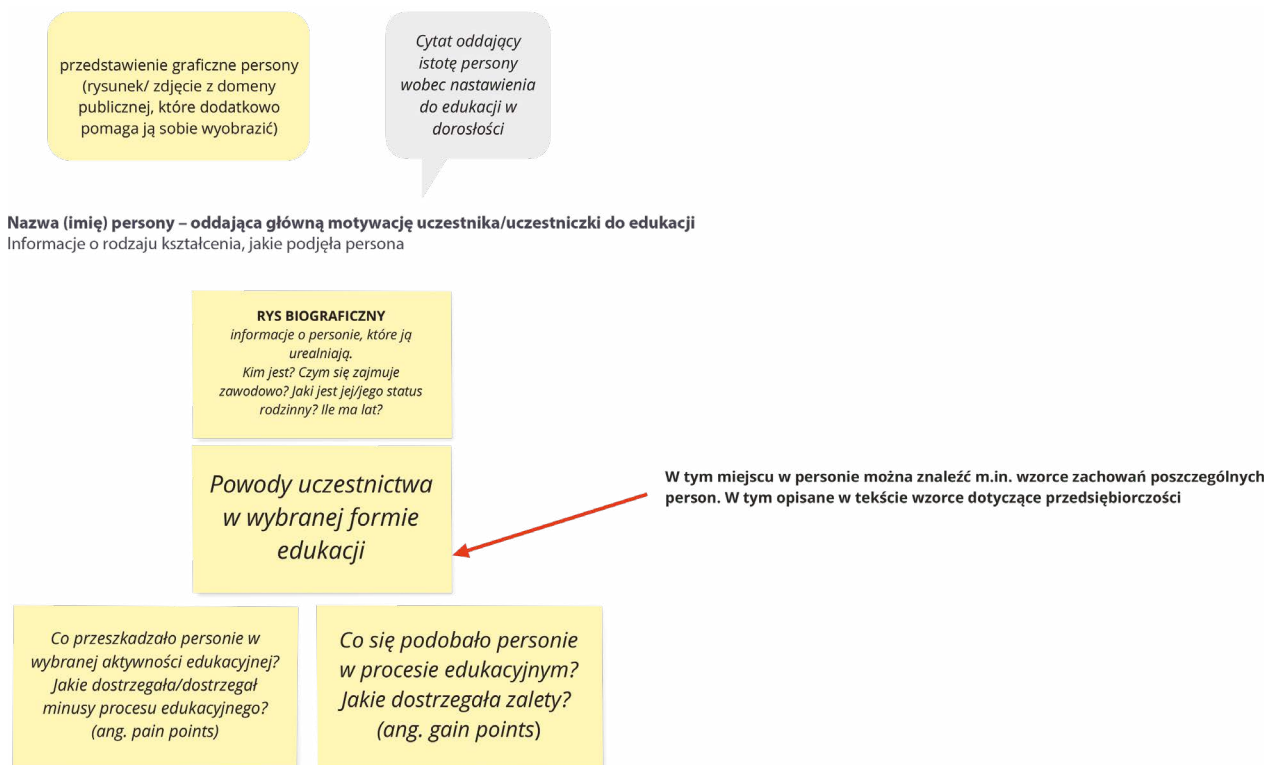 przedstawienie graficzne persony
(rysunek/ zdjęcie z domeny
publicznej, które dodatkowo
pomaga ją sobie wyobrazić)
Cytat oddający
istotę persony
wobec nastawienia
do edukacji w
dorosłości
Nazwa (imię) persony – oddająca główną motywację uczestnika/uczestniczki do edukacji
Informacje o rodzaju kształcenia, jakie podjęła persona
RYS BIOGRAFICZNY
informacje o personie, które ją
urealniają.
Kim jest? Czym się zajmuje
zawodowo? Jaki jest jej/jego status
rodzinny? Ile ma lat?
Powody uczestnictwa
w wybranej formie
edukacji
W tym miejscu w personie można znaleźć m.in. wzorce zachowań poszczególnych
person. W tym opisane w tekście wzorce dotyczące przedsiębiorczości
Co przeszkadzało personie w
wybranej aktywności edukacyjnej?
Jakie dostrzegała/dostrzegał
minusy procesu edukacyjnego?
(ang. pain points)
Co się podobało personie
w procesie edukacyjnym?
Jakie dostrzegała zalety?
(ang. gain points)